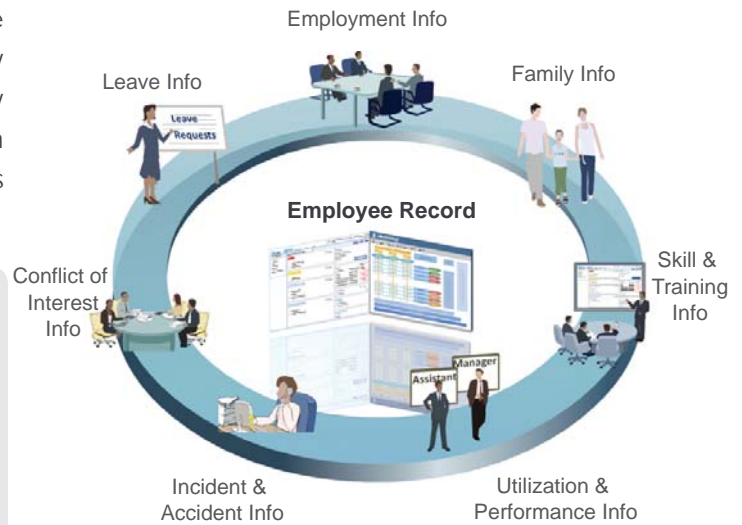 Employment Info
Leave Info
Family Info
Leave
Requests
Employee Record
Conflict of
Interest
Info
Skill &
Training
Info
Manager
Assistant
Incident &
Accident Info
Utilization &
Performance Info